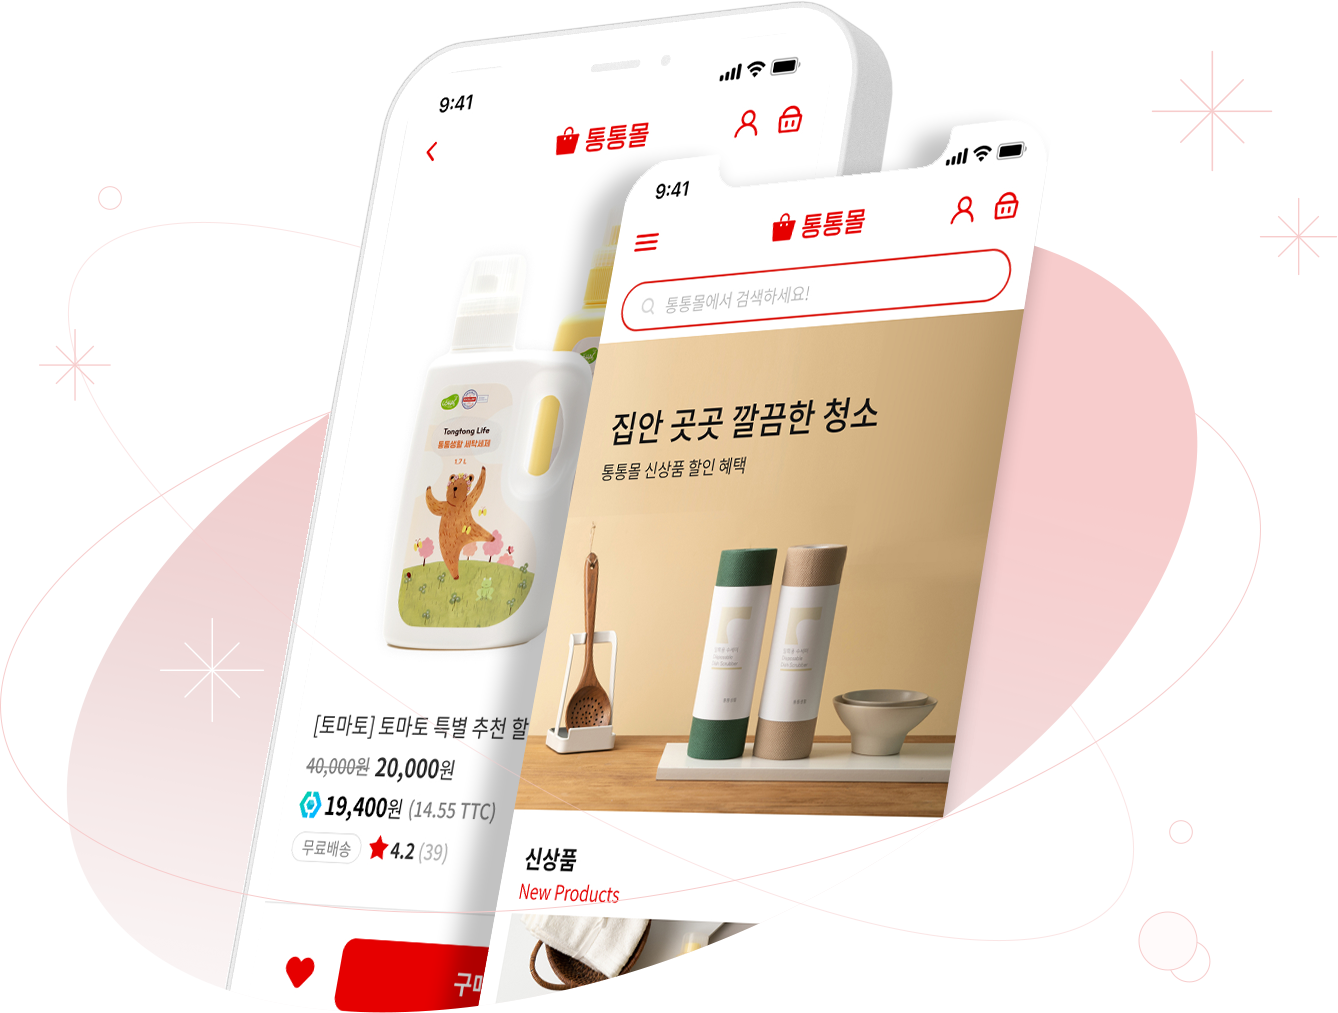 9:41
통통몰
Tongtong Life
통통생활 세탁세제
1.7 L
[토마토] 토마토 특별 추천 할
40,000원 20,000원
19,400원 (14.55 TTC)
무료배송 4.2 (39)
9:41
통통몰
통통몰에서 검색하세요!
집안 곳곳 깔끔한 청소
통통몰 신상품 할인 혜택
신상품
New Products